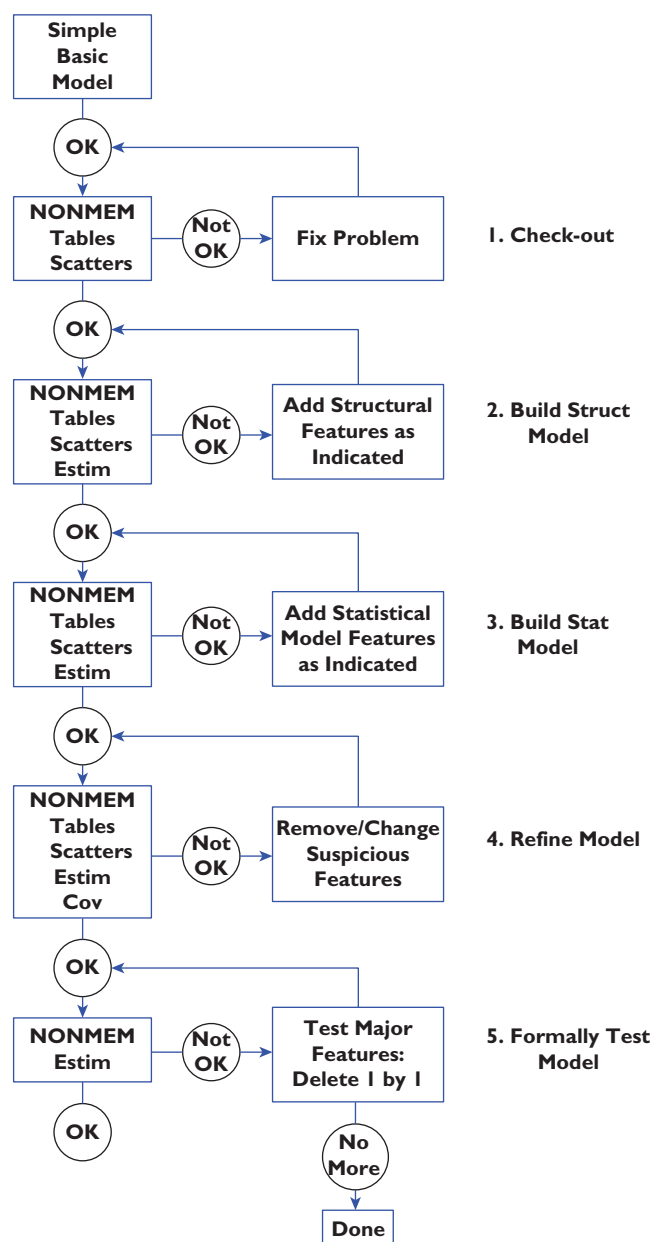 Simple
Basic
Model
OK
NONMEM
Tables
Scatters
Not
OK
Fix Problem
1. Check-out
OK
NONMEM
Tables
Scatters
Estim
Not
OK
Add Structural
Features as
Indicated
2. Build Struct
Model
OK
NONMEM
Tables
Scatters
Estim
Not
OK
Add Statistical
Model Features
as Indicated
3. Build Stat
Model
OK
NONMEM
Tables
Scatters
Estim
Cov
Not
OK
Remove/Change
Suspicious
Features
4. Refine Model
OK
NONMEM
Estim
Not
OK
Test Major
Features:
Delete 1 by 1
5. Formally Test
Model
OK
No
More
Done